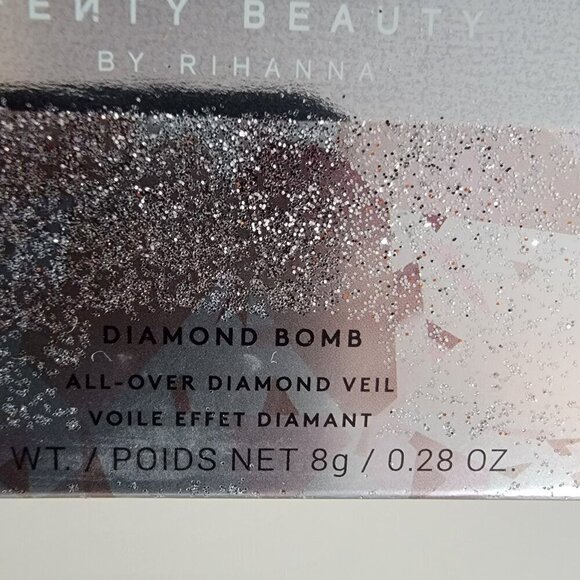 FENTY BEAUTY
BY RIHANNA
DIAMOND BOMB
ALL-OVER DIAMOND VEIL
VOILE EFFET DIAMANT
WT. / POIDS NET 8g / 0.28 OZ.